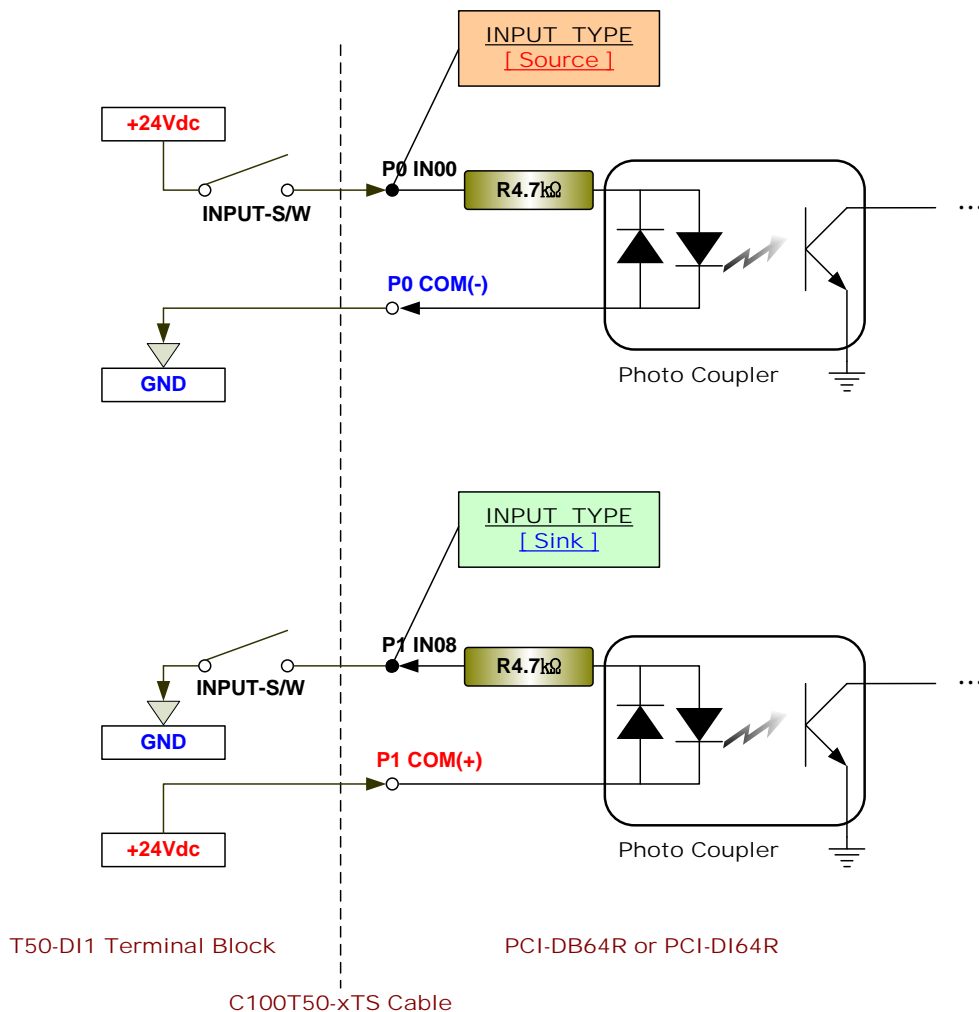 INPUT TYPE
[ Source ]
+24Vdc
P0 IN00
R4.7kΩ
...
INPUT-S/W
P0 COM(-)
GND
Photo Coupler
INPUT TYPE
[ Sink ]
P1 IN08
R4.7kΩ
...
INPUT-S/W
GND
P1 COM(+)
+24Vdc
Photo Coupler
T50-DI1 Terminal Block
PCI-DB64R or PCI-DI64R
C100T50-xTS Cable